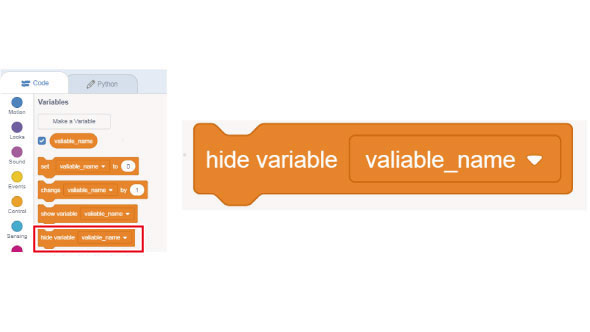 Code
Python
Variables
Motion
Make a Variable
Looks
valiable_name
Sound
set valiable_name to 0
Events
change valiable_name by 1
Control
show variable valiable_name
Sensing
hide variable valiable_name
hide variable valiable_name